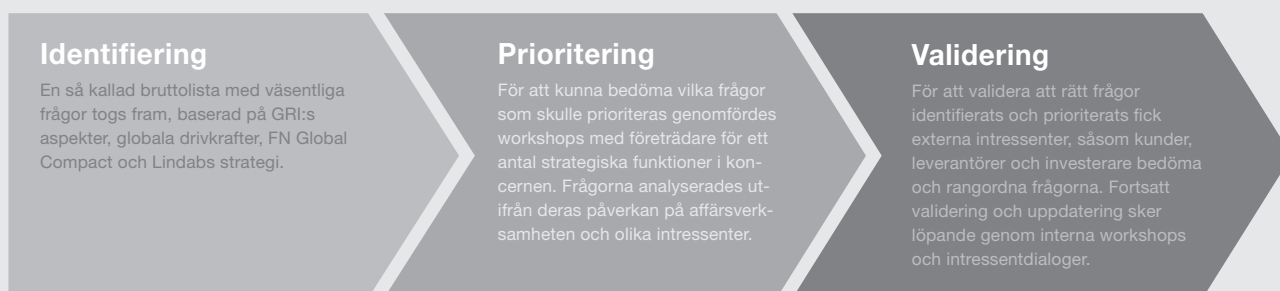 Identifiering
En så kallad bruttolista med väsentliga
frågor togs fram, baserad på GRI:s
aspekter, globala drivkrafter, FN Global
Compact och Lindabs strategi.
Prioritering
För att kunna bedöma vilka frågor
som skulle prioriteras genomfördes
workshops med företrädare för ett
antal strategiska funktioner i kon-
cernen. Frågorna analyserades ut-
ifrån deras påverkan på affärsverk-
samheten och olika intressenter.
Validering
För att validera att rätt frågor
identifierats och prioriterats fick
externa intressenter, såsom kunder,
leverantörer och investerare bedöma
och rangordna frågorna. Fortsatt
validering och uppdatering sker
löpande genom interna workshops
och intressentdialoger.